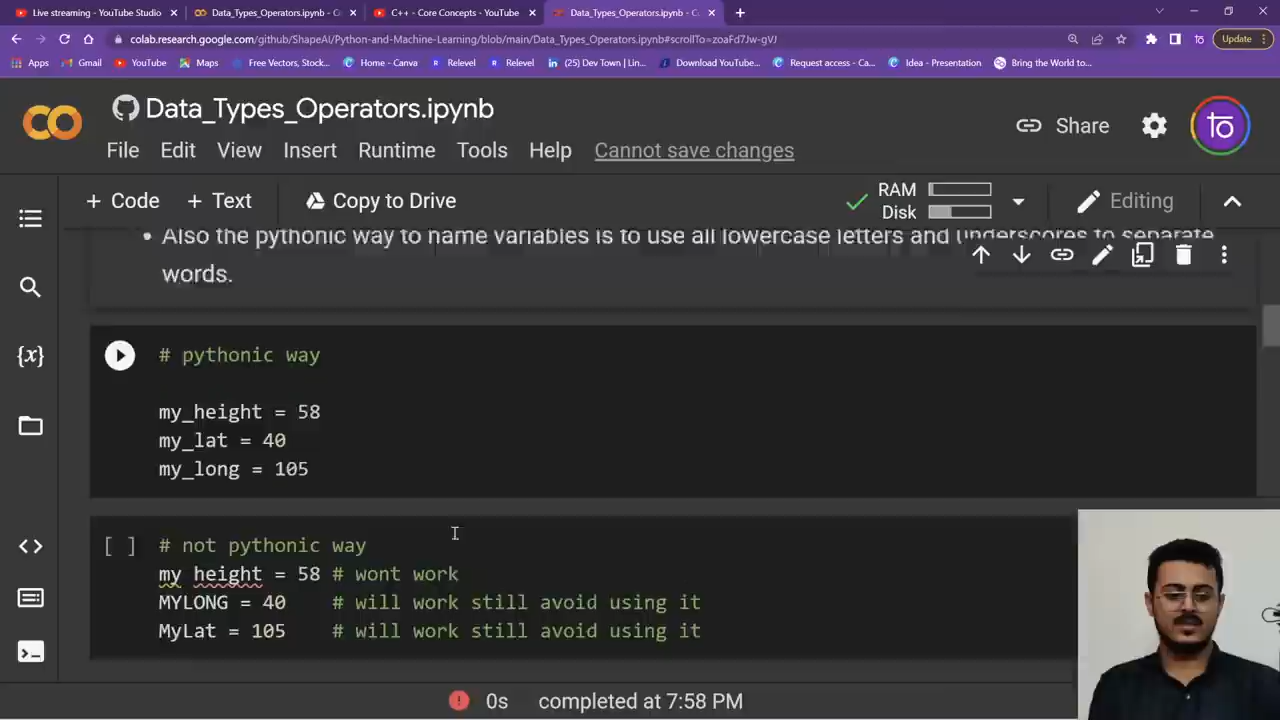 Live streaming - YouTube Studio
Data_Types_Operators.ipynb - C
C++ - Core Concepts - YouTube
Data_Types_Operators.ipynb - C
colab.research.google.com/github/ShapeAI/Python-and-Machine-Learning/blob/main/Data_Types_Operators.ipynb#scrollTo=zoaFd7Jw-gVJ
Update
Apps
Gmail
YouTube
Maps
Free Vectors, Stock...
Home - Canva
Relevel
Relevel
(25) Dev Town | Lin...
Download YouTube...
Request access - Ca...
Idea - Presentation
Bring the World to...
Data_Types_Operators.ipynb
File Edit View Insert Runtime Tools Help Cannot save changes
Share
to
+ Code + Text Copy to Drive
RAM
Disk
Editing
• Also the pythonic way to name variables is to use all lowercase letters and underscores to separate
words.
{x}
# pythonic way
my_height = 58
my_lat = 40
my_long = 105
[ ] # not pythonic way
my height = 58 # wont work
MYLONG = 40 # will work still avoid using it
MyLat = 105 # will work still avoid using it
0s completed at 7:58 PM